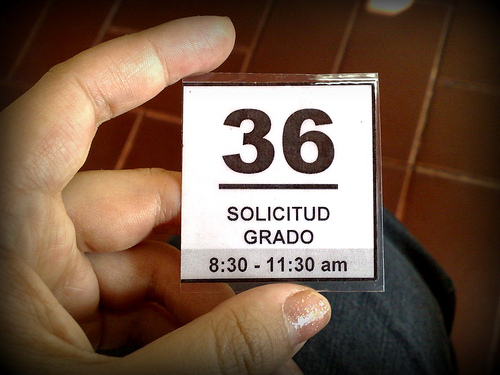 36
SOLICITUD
GRADO
8:30 - 11:30 am